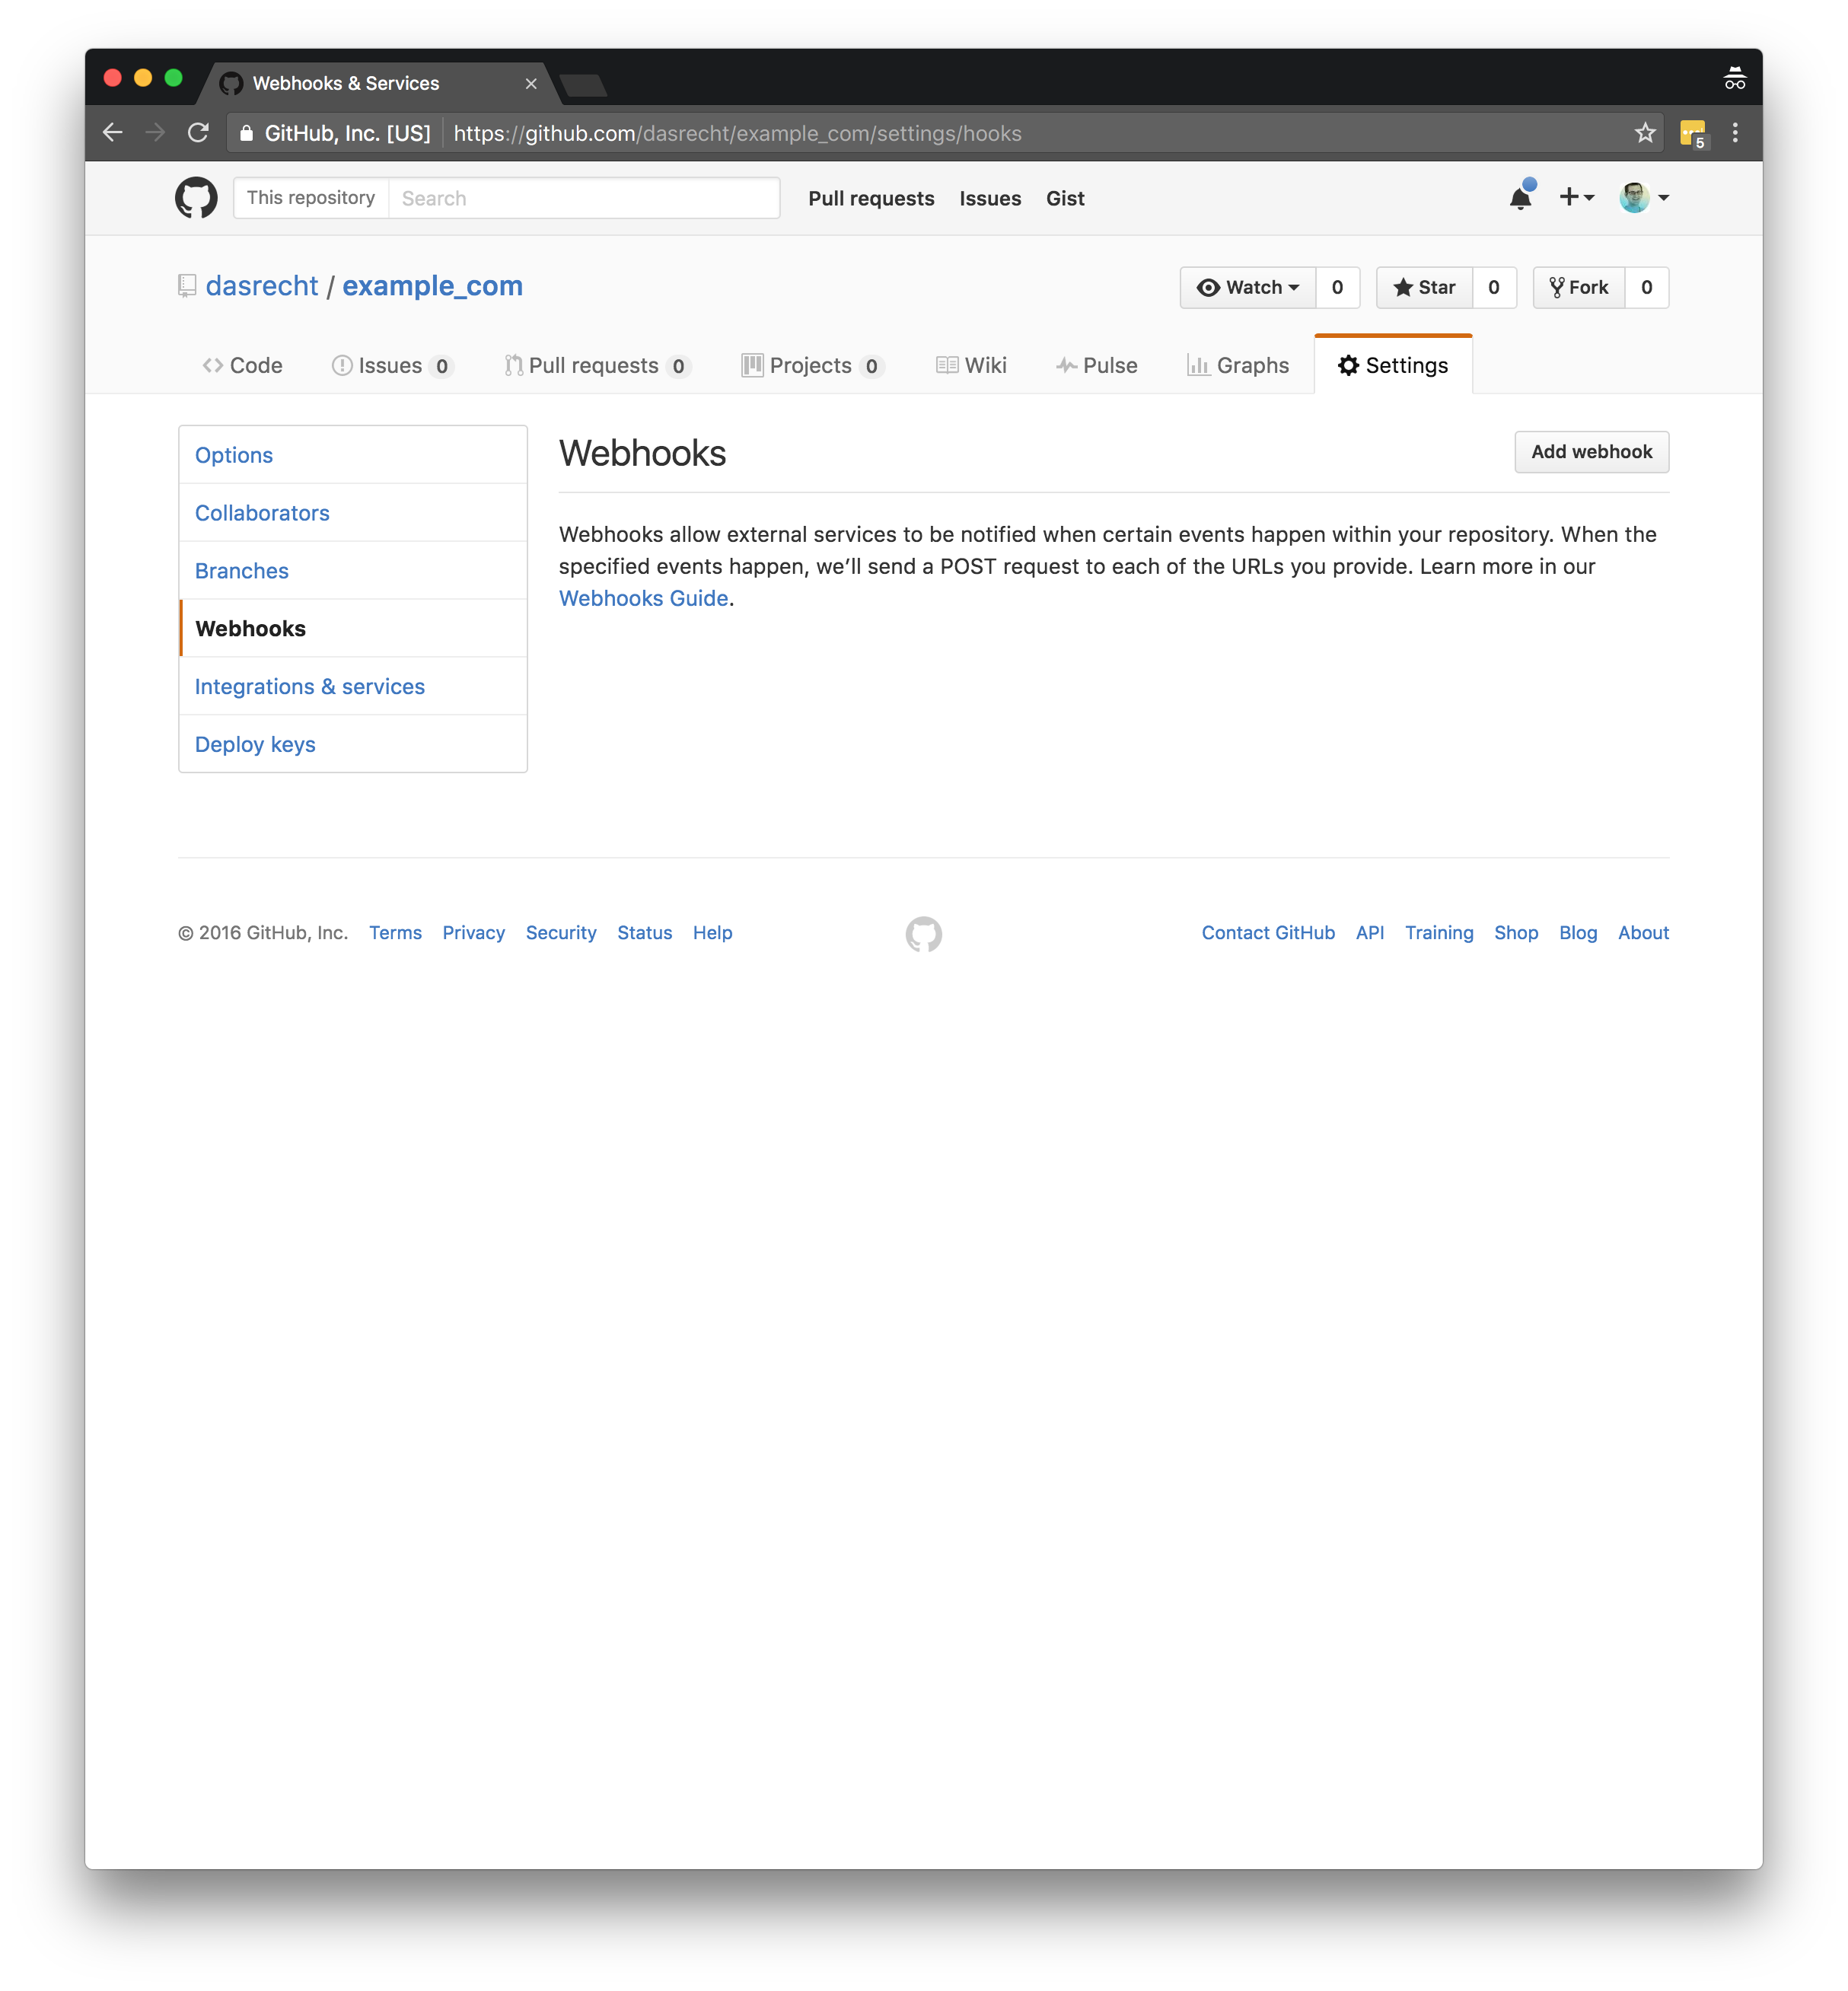 Webhooks & Services
GitHub, Inc. [US] https://github.com/dasrecht/example_com/settings/hooks
5
This repository Search Pull requests Issues Gist
dasrecht / example_com Watch 0 Star 0 Fork 0
Code Issues 0 Pull requests 0 Projects 0 Wiki Pulse Graphs Settings
Options
Collaborators
Branches
Webhooks
Integrations & services
Deploy keys
Webhooks Add webhook
Webhooks allow external services to be notified when certain events happen within your repository. When the
specified events happen, we’ll send a POST request to each of the URLs you provide. Learn more in our
Webhooks Guide.
© 2016 GitHub, Inc. Terms Privacy Security Status Help Contact GitHub API Training Shop Blog About